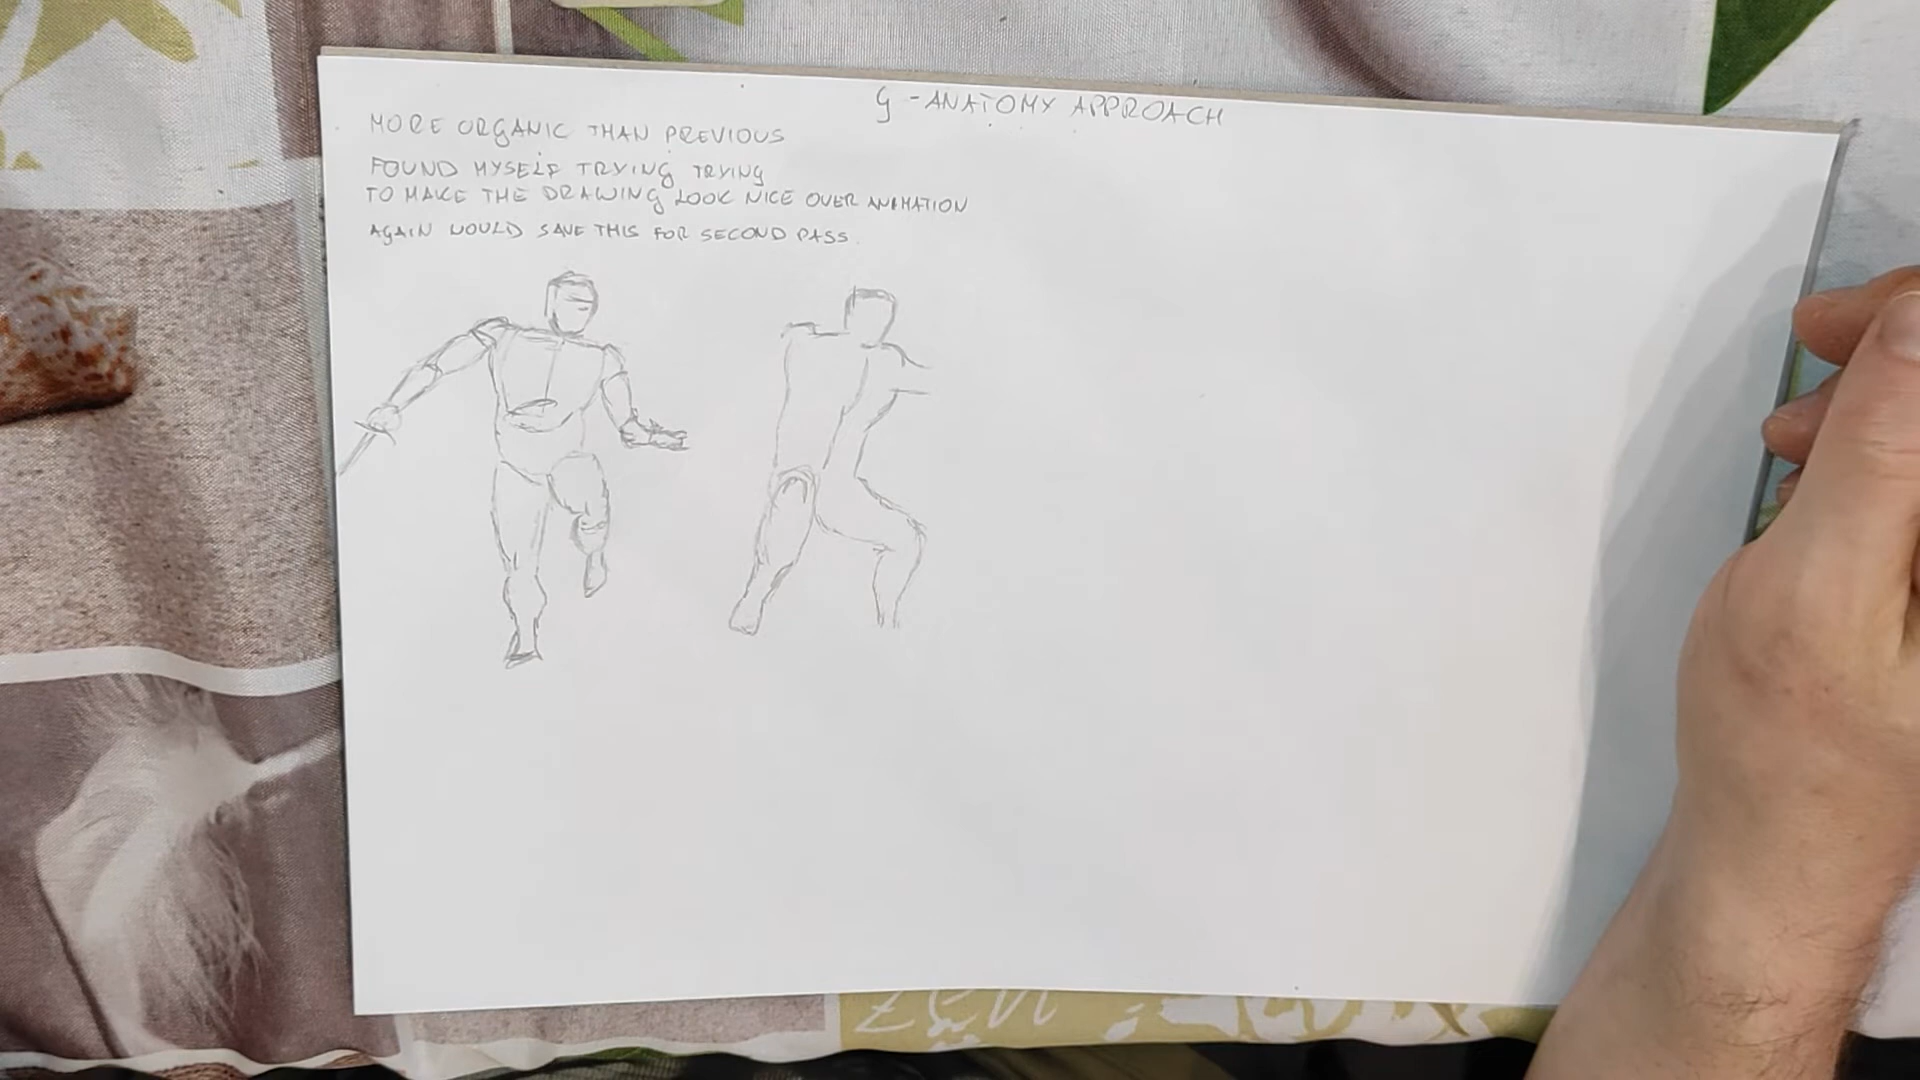 g - ANATOMY APPROACH
MORE ORGANIC THAN PREVIOUS
FOUND MYSELF TRYING TRYING
TO MAKE THE DRAWING LOOK NICE OVER ANIMATION
AGAIN WOULD SAVE THIS FOR SECOND PASS.
zen